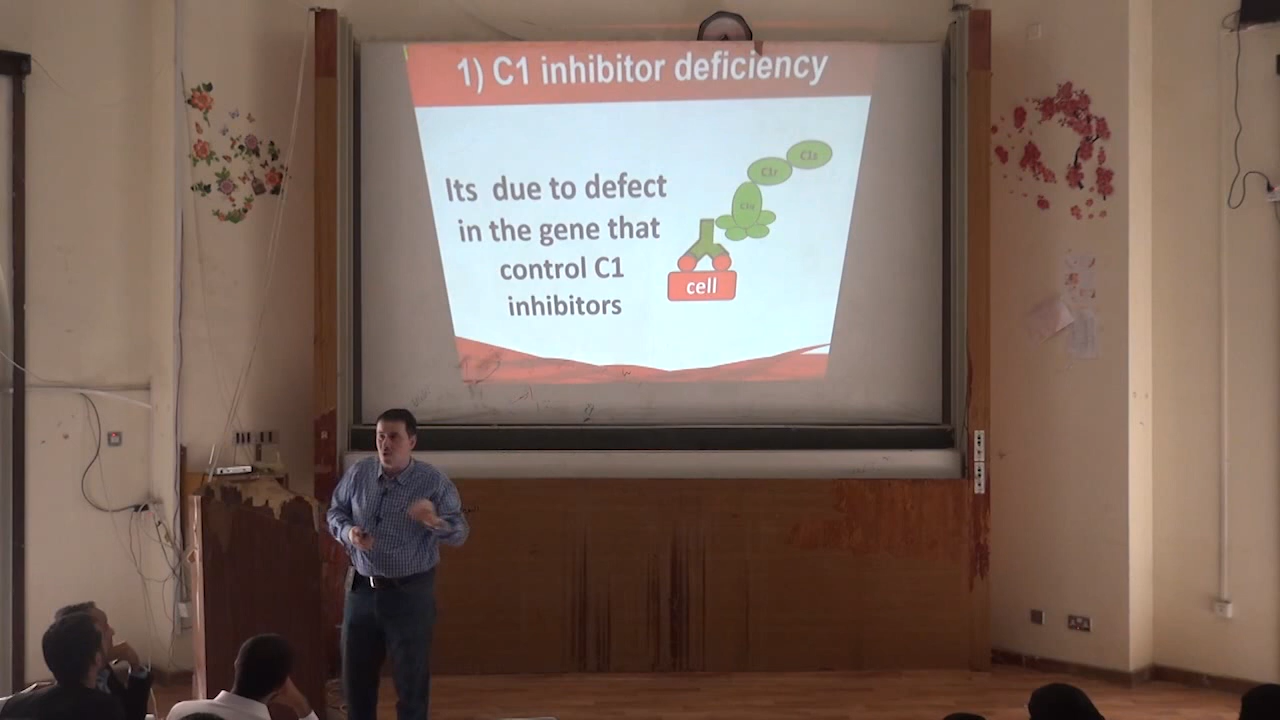 1) C1 inhibitor deficiency
Its due to defect
in the gene that
control C1
inhibitors
C1s
C1r
cell